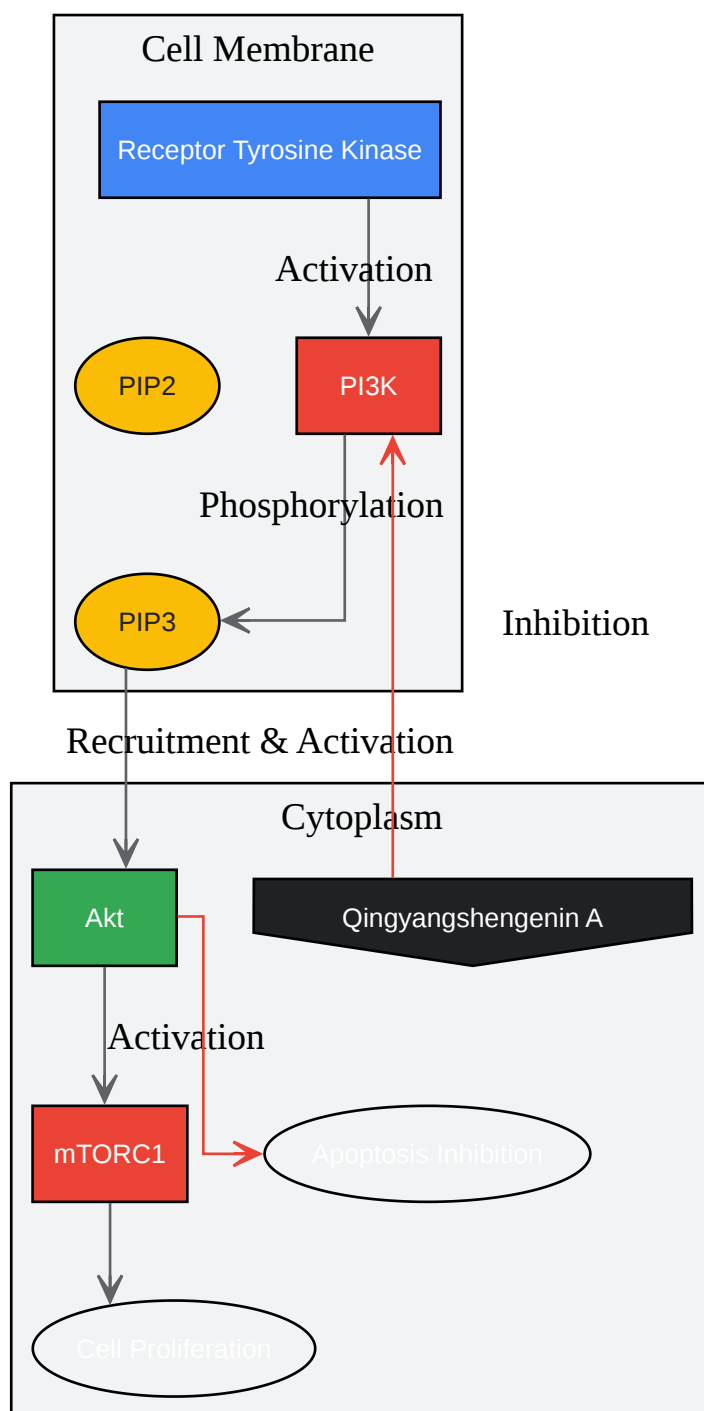 Cell Membrane
Receptor Tyrosine Kinase
Activation
PIP2
PI3K
Phosphorylation
PIP3
Inhibition
Recruitment & Activation
Cytoplasm
Akt
Qingyangshengenin A
Activation
mTORC1
Apoptosis Inhibition
Cell Proliferation